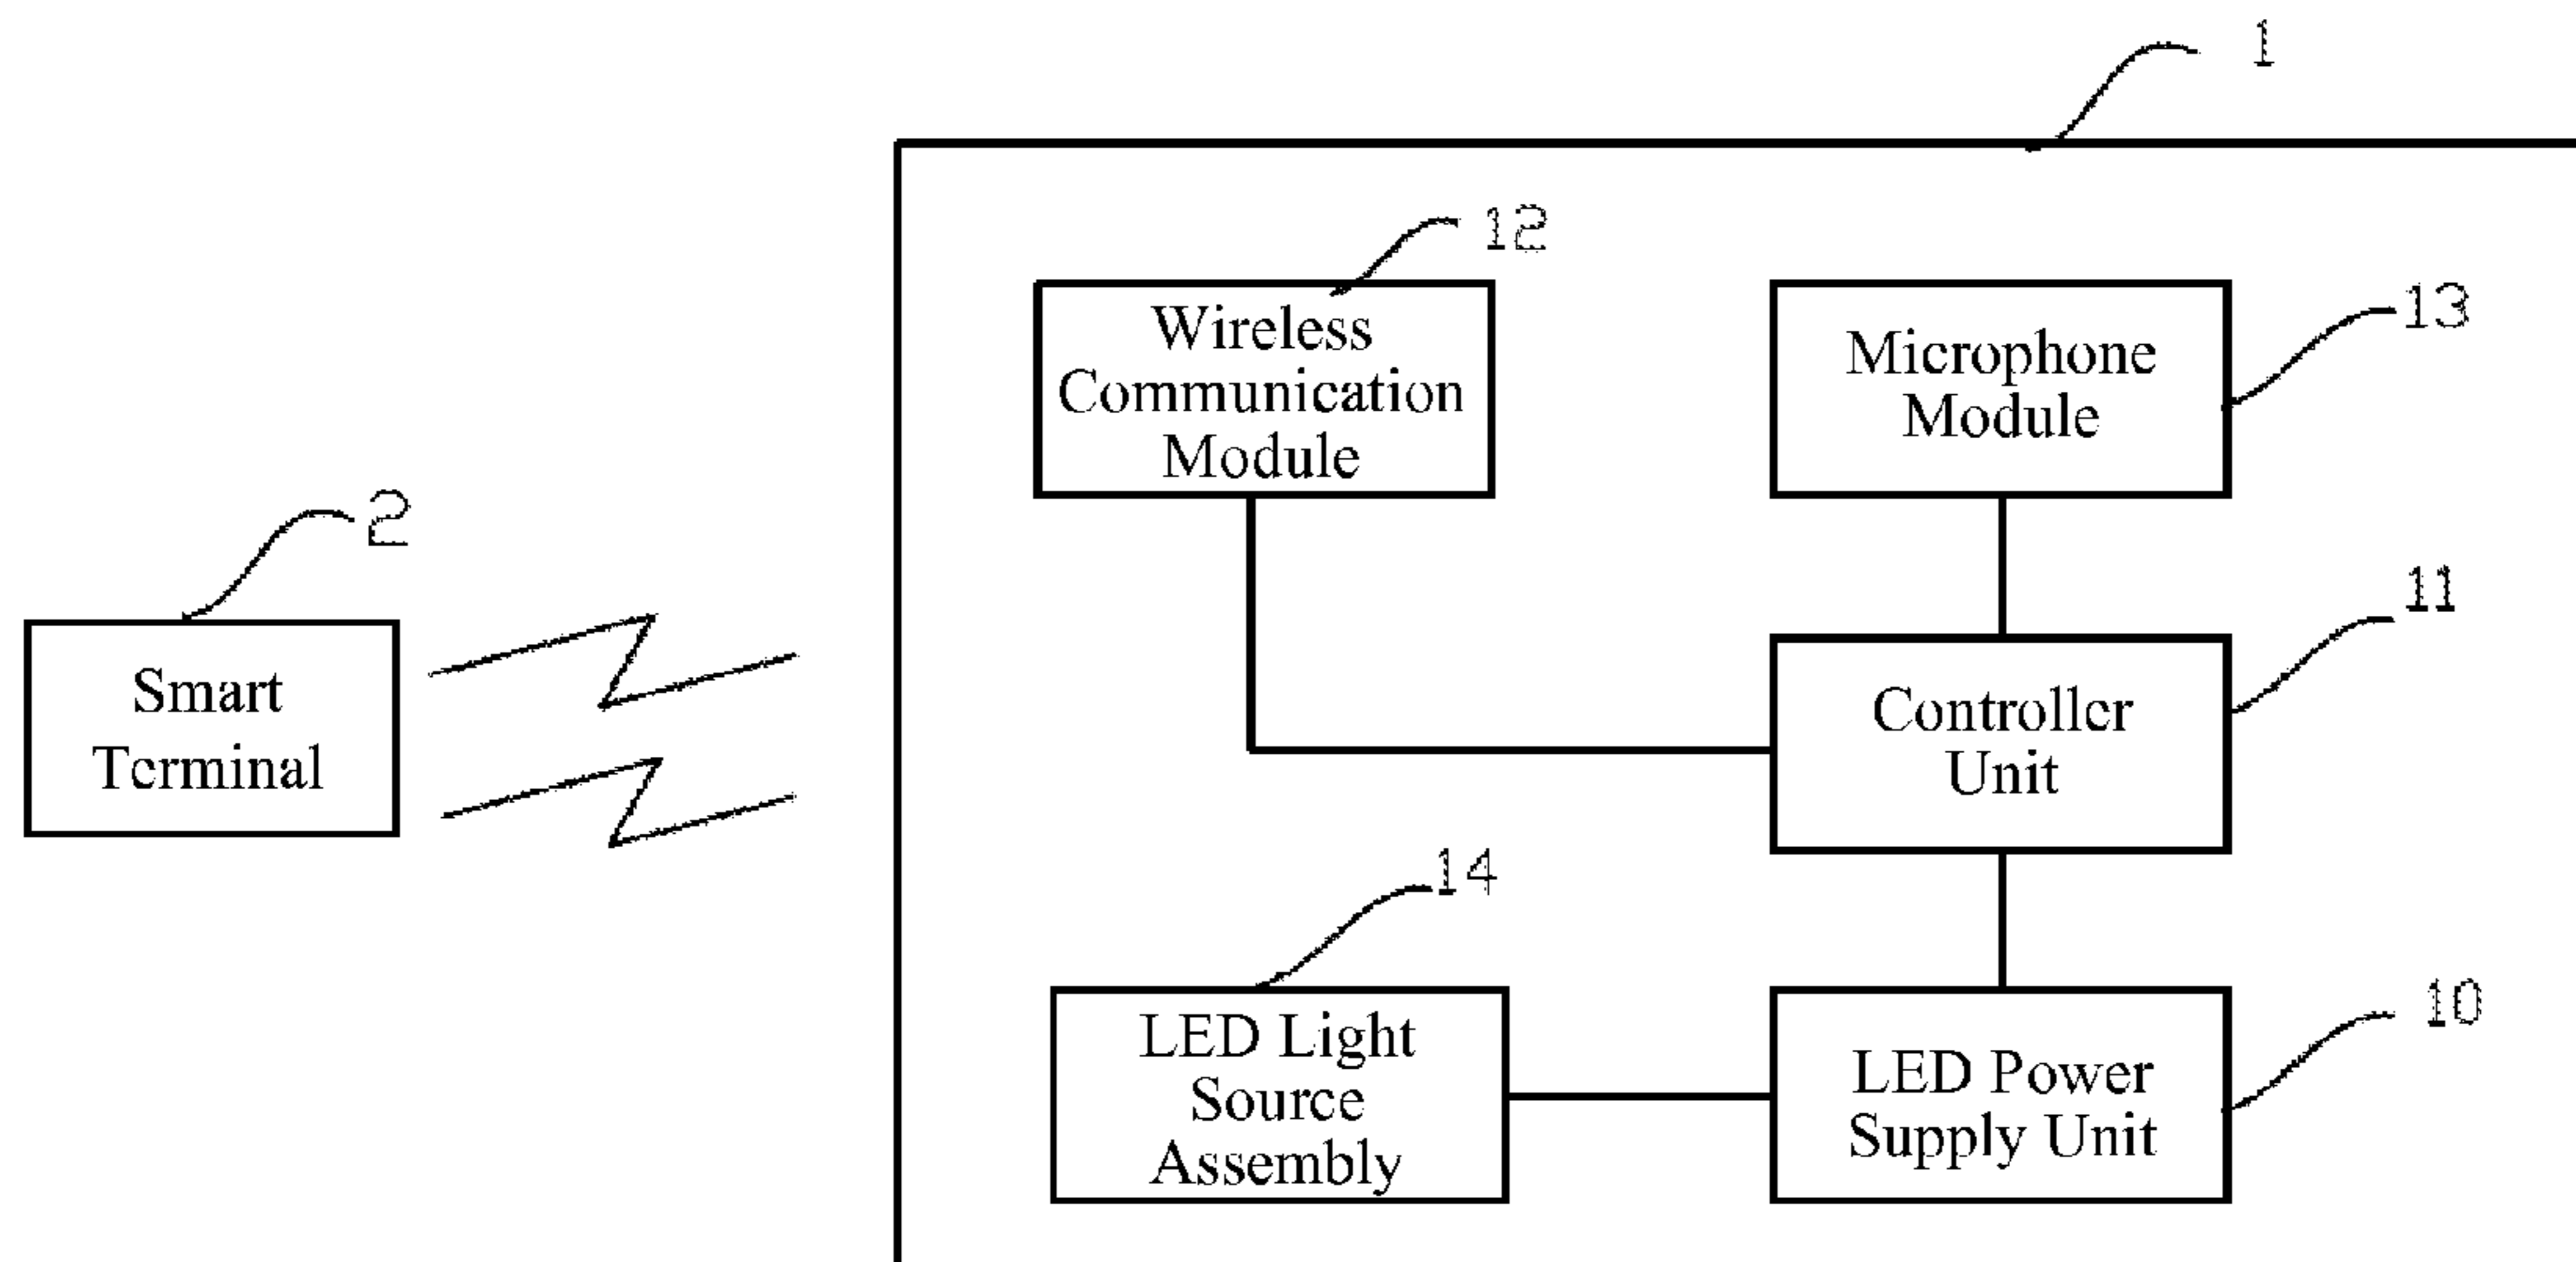 1
12
Wireless
Communication
Module
13
Microphone
Module
2
Smart
Terminal
11
Controller
Unit
14
LED Light
Source
Assembly
10
LED Power
Supply Unit